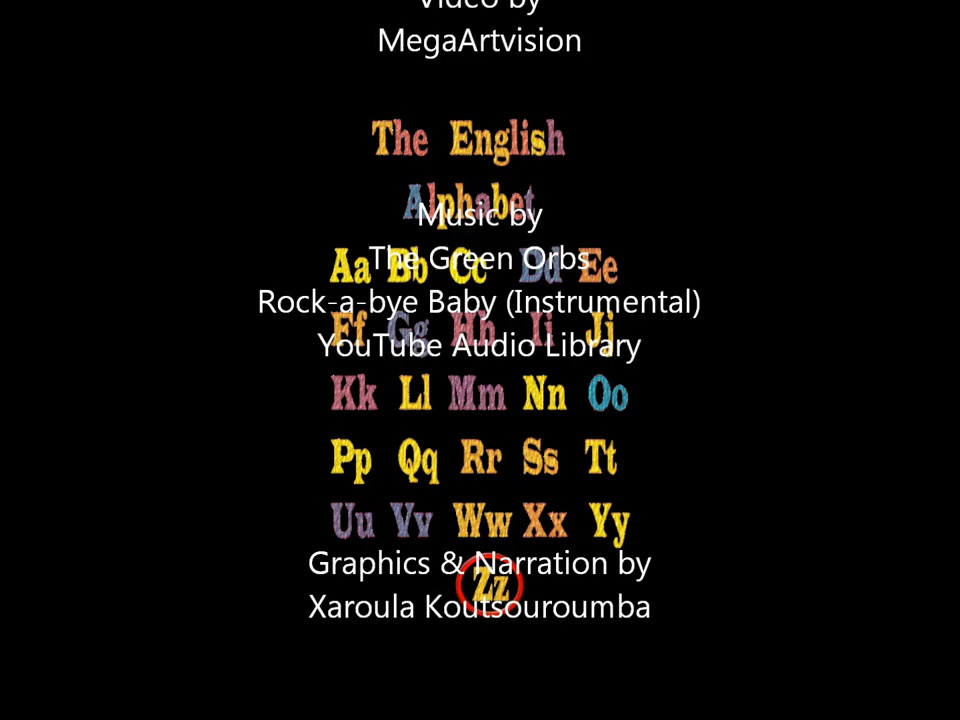 Video by
MegaArtvision
The English
Alphabet
Music by
The Green Orbs
Aa Bb Cc Dd Ee
Rock-a-bye Baby (Instrumental)
Ff Gg Hh Ii Jj
YouTube Audio Library
Kk Ll Mm Nn Oo
Pp Qq Rr Ss Tt
Uu Vv Ww Xx Yy
Graphics & Narration by
Zz
Xaroula Koutsouroumba